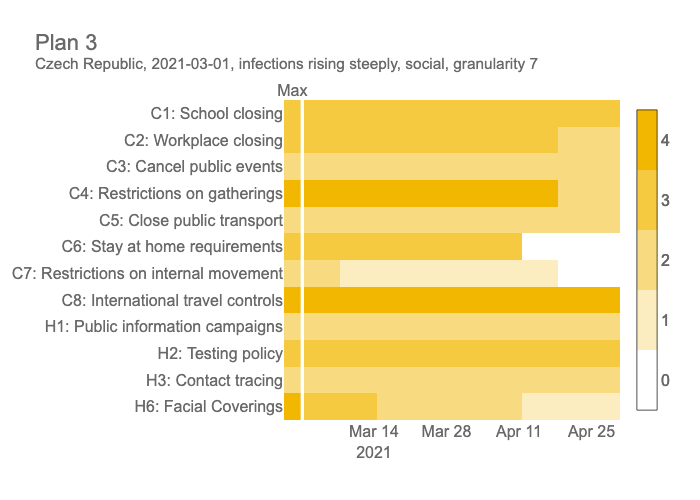 Plan 3
Czech Republic, 2021-03-01, infections rising steeply, social, granularity 7
Max
C1: School closing
C2: Workplace closing
C3: Cancel public events
C4: Restrictions on gatherings
C5: Close public transport
C6: Stay at home requirements
C7: Restrictions on internal movement
C8: International travel controls
H1: Public information campaigns
H2: Testing policy
H3: Contact tracing
H6: Facial Coverings
Mar 14 Mar 28 Apr 11 Apr 25
2021
4
3
2
1
0